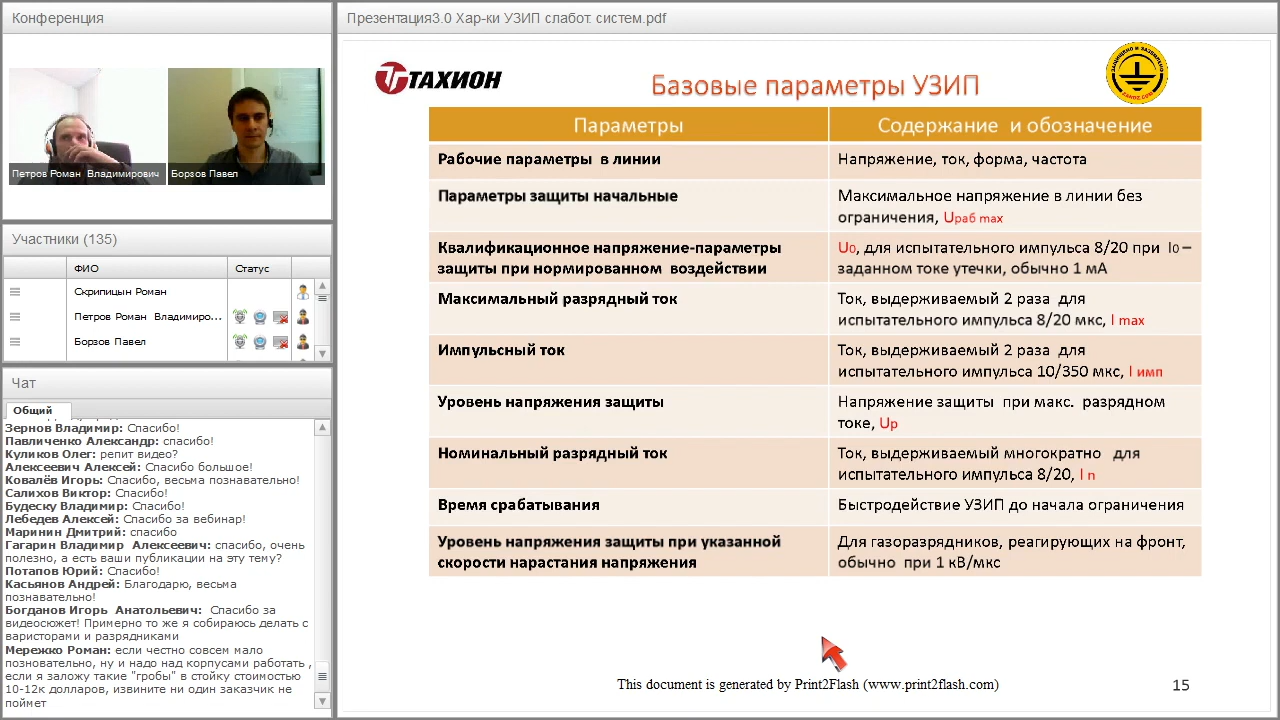 Конференция
Петров Роман Владимирович
Борзов Павел
Участники (135)
ФИО
Статус
Скрипицын Роман
Петров Роман Владимиро...
Борзов Павел
Чат
Общий
Зернов Владимир: Спасибо!
Павличенко Александр: спасибо!
Куликов Олег: репит видео?
Алексеевич Алексей: Спасибо большое!
Ковалёв Игорь: Спасибо, весьма познавательно!
Салихов Виктор: Спасибо!
Будеску Владимир: Спасибо!
Лебедев Алексей: Спасибо за вебинар!
Маринин Дмитрий: спасибо
Гагарин Владимир Алексеевич: спасибо, очень
полезно, а есть ваши публикации на эту тему?
Потапов Юрий: Спасибо!
Касьянов Андрей: Благодарю, весьма
познавательно!
Богданов Игорь Анатольевич: Спасибо за
видеосюжет! Примерно то же я собираюсь делать с
варисторами и разрядниками
Мережко Роман: если честно совсем мало
позновательно, ну и надо над корпусами работать ,
если я заложу такие "гробы" в стойку стоимостью
10-12к долларов, извините ни один заказчик не
поймет
Презентация3.0 Хар-ки УЗИП слабот. систем.pdf
ТАХИОН
Базовые параметры УЗИП
Параметры
Содержание и обозначение
Рабочие параметры в линии
Напряжение, ток, форма, частота
Параметры защиты начальные
Максимальное напряжение в линии без
ограничения, Uраб max
Квалификационное напряжение-параметры
защиты при нормированном воздействии
U0, для испытательного импульса 8/20 при I0 –
заданном токе утечки, обычно 1 мА
Максимальный разрядный ток
Ток, выдерживаемый 2 раза для
испытательного импульса 8/20 мкс, I max
Импульсный ток
Ток, выдерживаемый 2 раза для
испытательного импульса 10/350 мкс, I имп
Уровень напряжения защиты
Напряжение защиты при макс. разрядном
токе, Up
Номинальный разрядный ток
Ток, выдерживаемый многократно для
испытательного импульса 8/20, I n
Время срабатывания
Быстродействие УЗИП до начала ограничения
Уровень напряжения защиты при указанной
скорости нарастания напряжения
Для газоразрядников, реагирующих на фронт,
обычно при 1 кВ/мкс
This document is generated by Print2Flash (www.print2flash.com)
15